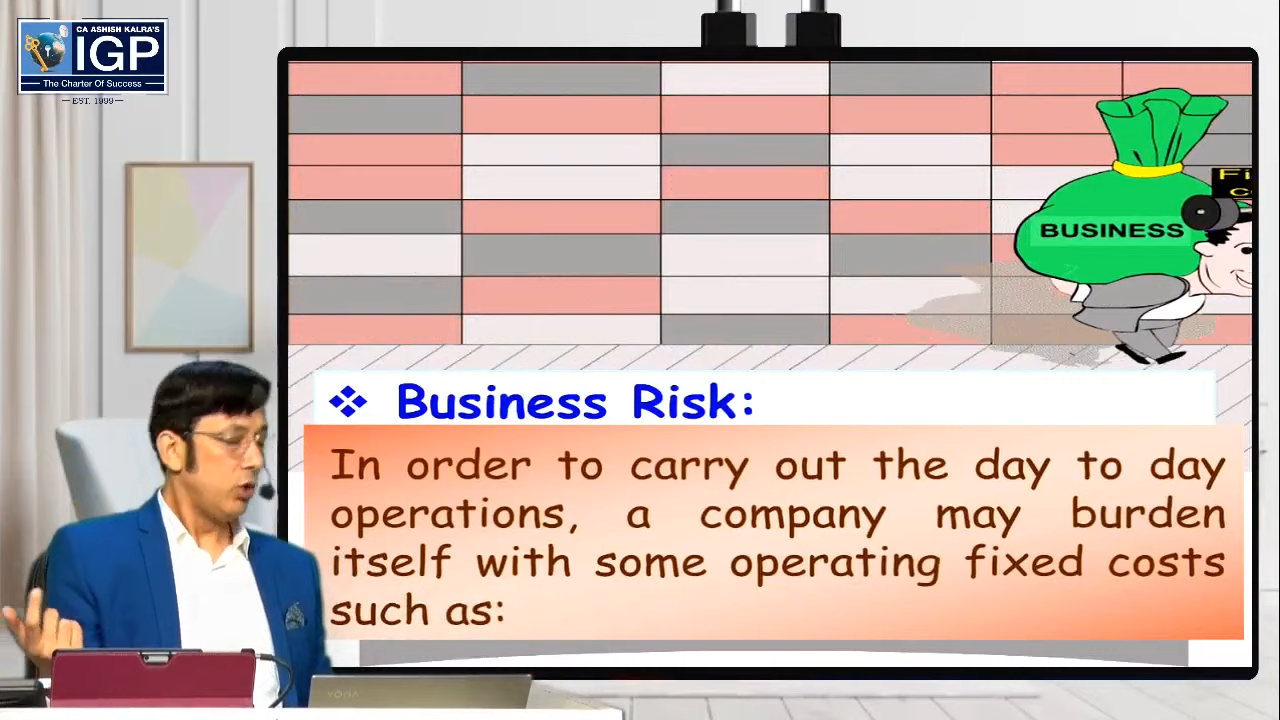 CA ASHISH KALRA'S
IGP
The Charter Of Success
EST. 1999
BUSINESS
❖ Business Risk:
In order to carry out the day to day
operations, a company may burden
itself with some operating fixed costs
such as:
YOGA